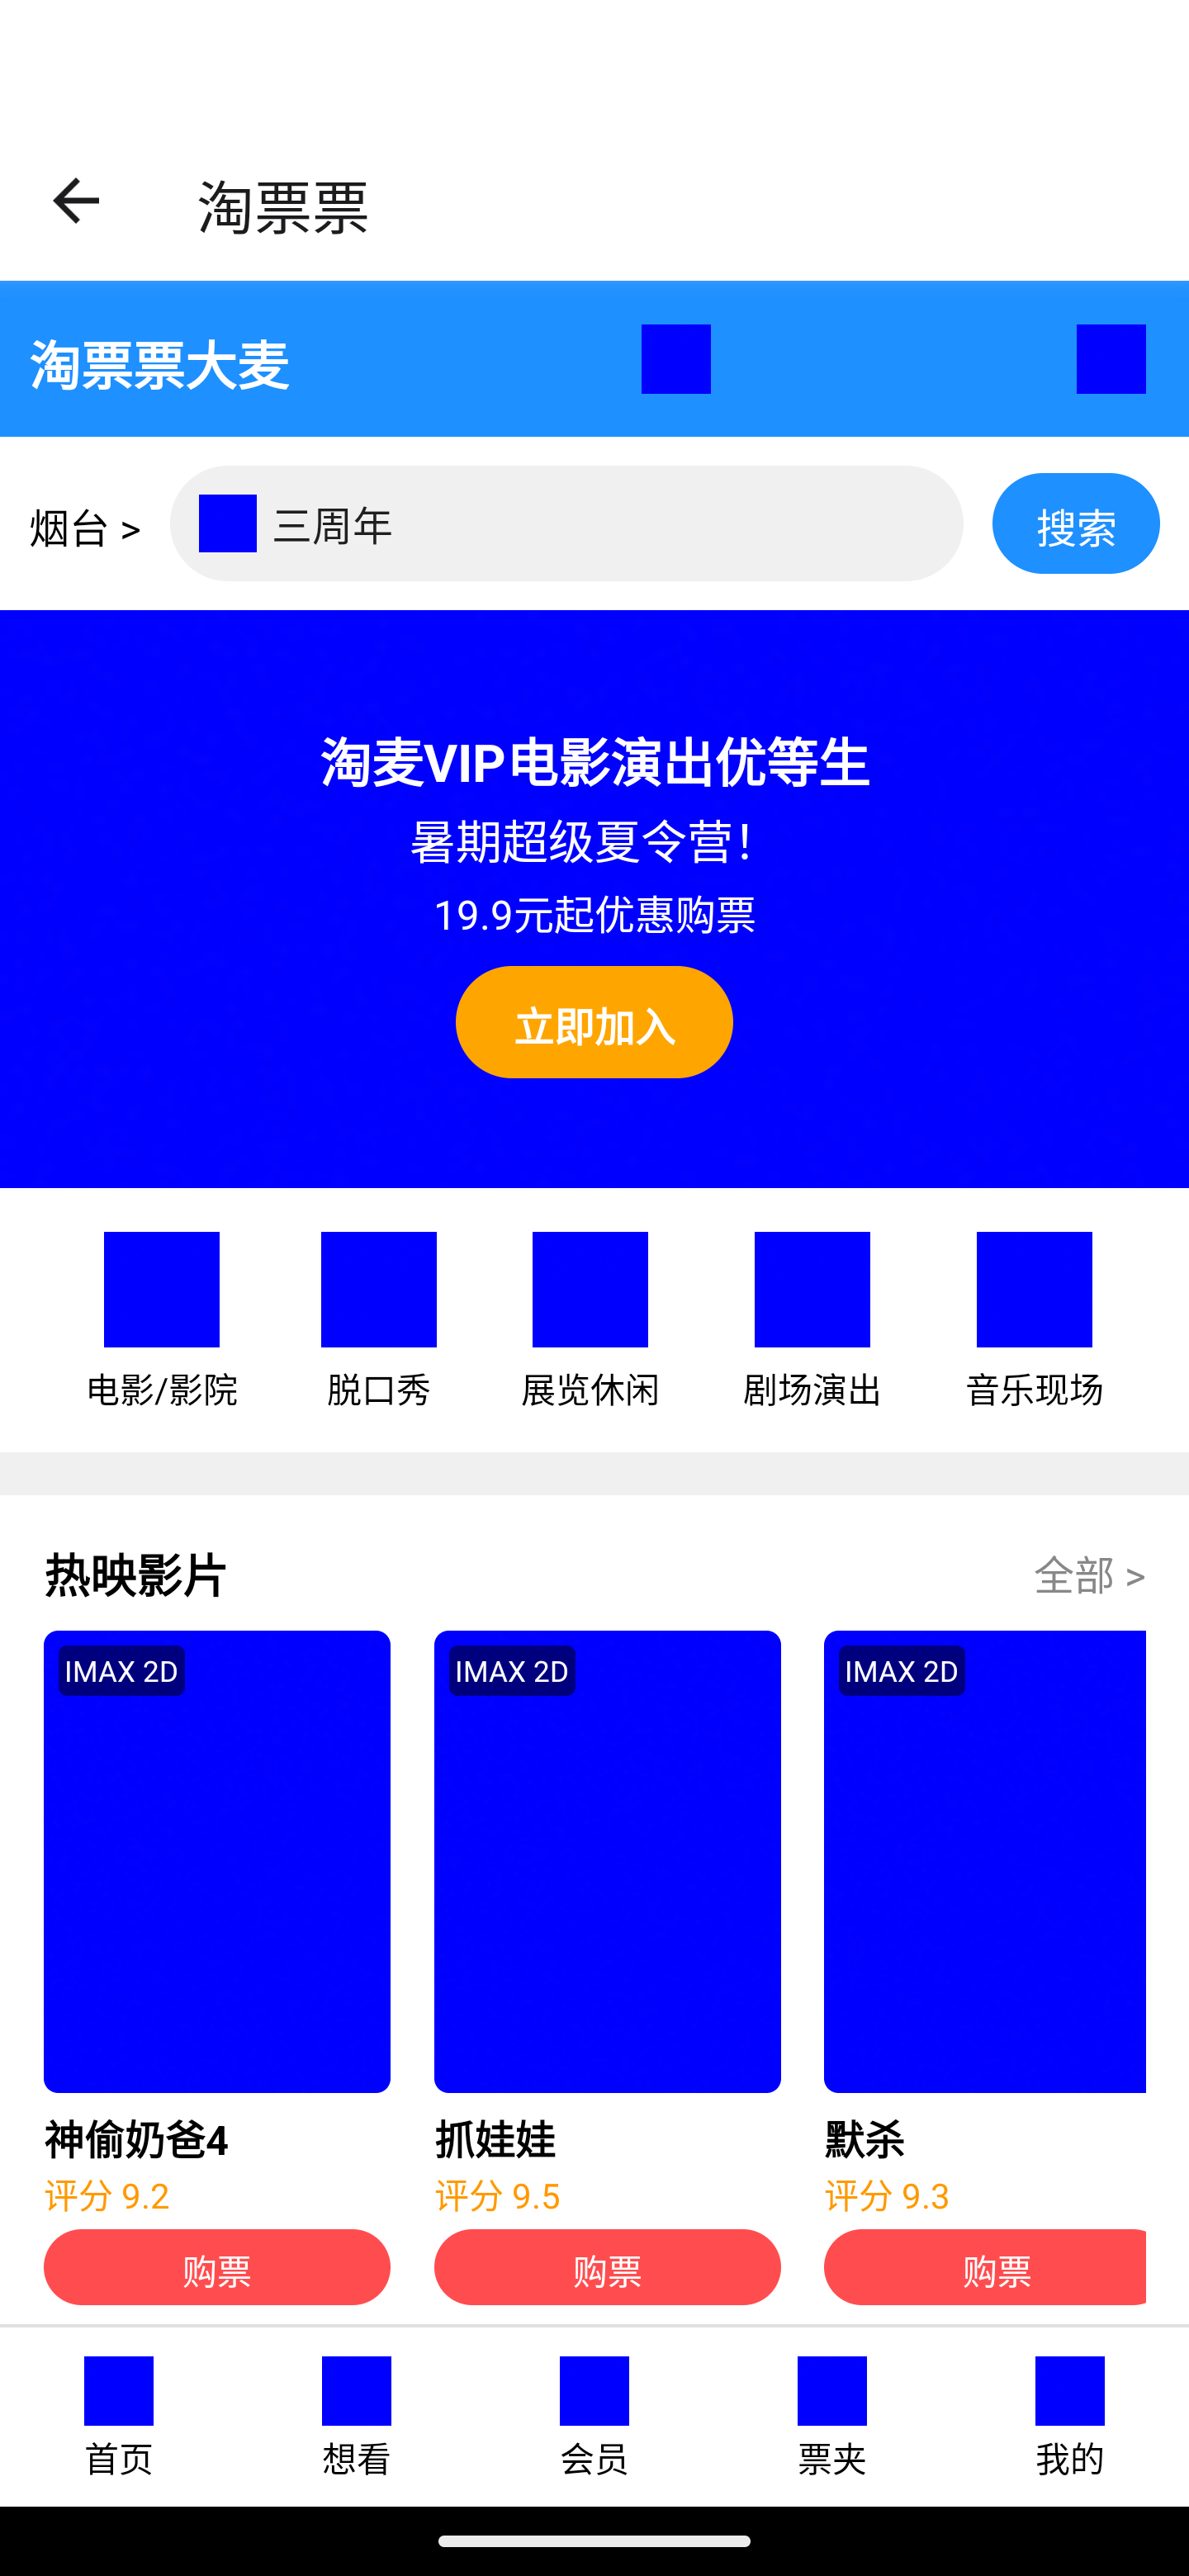 淘票票
淘票票大麦
烟台 >
三周年
搜索
淘麦VIP电影演出优等生
暑期超级夏令营！
19.9元起优惠购票
立即加入
电影/影院 脱口秀 展览休闲 剧场演出 音乐现场
热映影片 全部 >
IMAX 2D IMAX 2D IMAX 2D
神偷奶爸4 抓娃娃 默杀
评分 9.2 评分 9.5 评分 9.3
购票 购票 购票
首页 想看 会员 票夹 我的